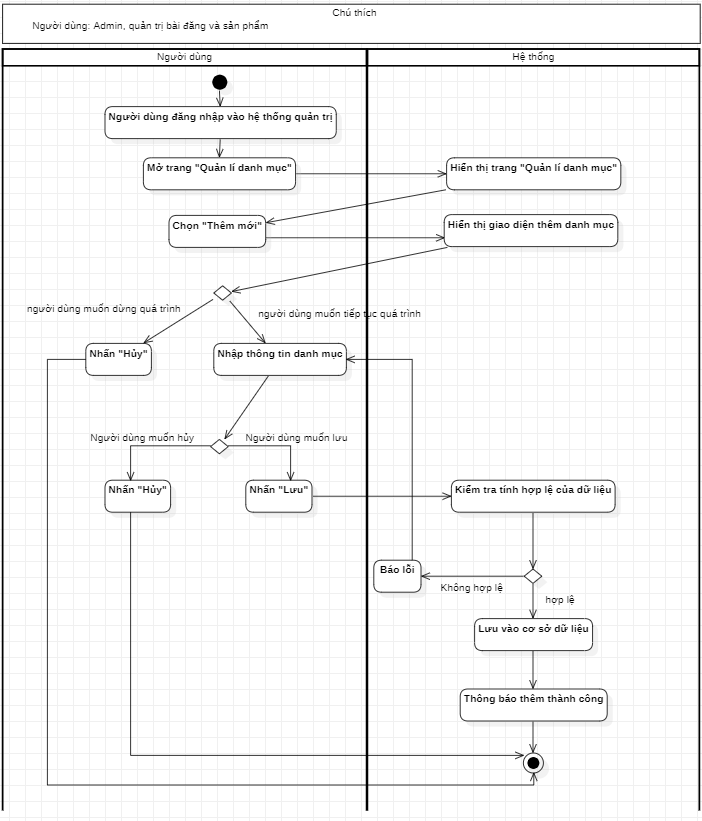 Chú thích
Người dùng: Admin, quản trị bài đăng và sản phẩm
Người dùng
Hệ thống
Người dùng đăng nhập vào hệ thống quản trị
Mở trang "Quản lí danh mục"
Hiển thị trang "Quản lí danh mục"
Chọn "Thêm mới"
Hiển thị giao diện thêm danh mục
người dùng muốn dừng quá trình
người dùng muốn tiếp tục quá trình
Nhấn "Hủy"
Nhập thông tin danh mục
Người dùng muốn hủy
Người dùng muốn lưu
Nhấn "Hủy"
Nhấn "Lưu"
Kiểm tra tính hợp lệ của dữ liệu
Báo lỗi
Không hợp lệ
hợp lệ
Lưu vào cơ sở dữ liệu
Thông báo thêm thành công